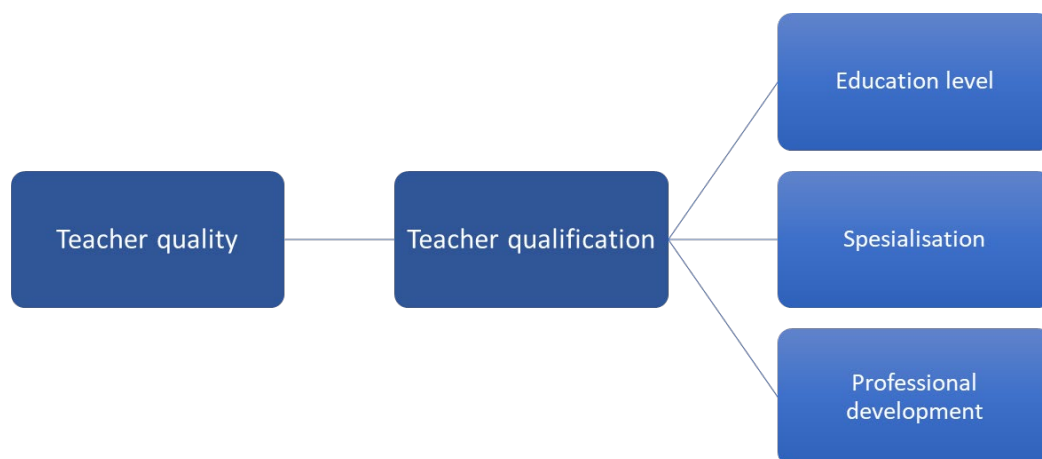 Education level
Teacher quality
Teacher qualification
Spesialisation
Professional
development